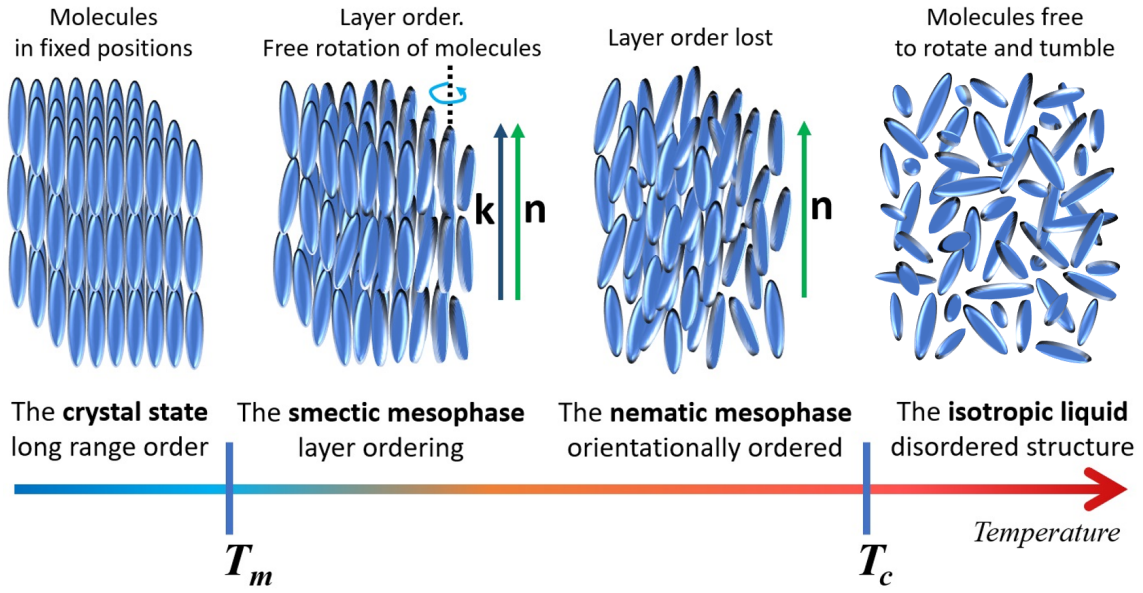 Molecules
in fixed positions
Layer order.
Free rotation of molecules
Layer order lost
Molecules free
to rotate and tumble
k
n
n
The crystal state
long range order
The smectic mesophase
layer ordering
The nematic mesophase
orientationally ordered
The isotropic liquid
disordered structure
Temperature
T_m
T_c